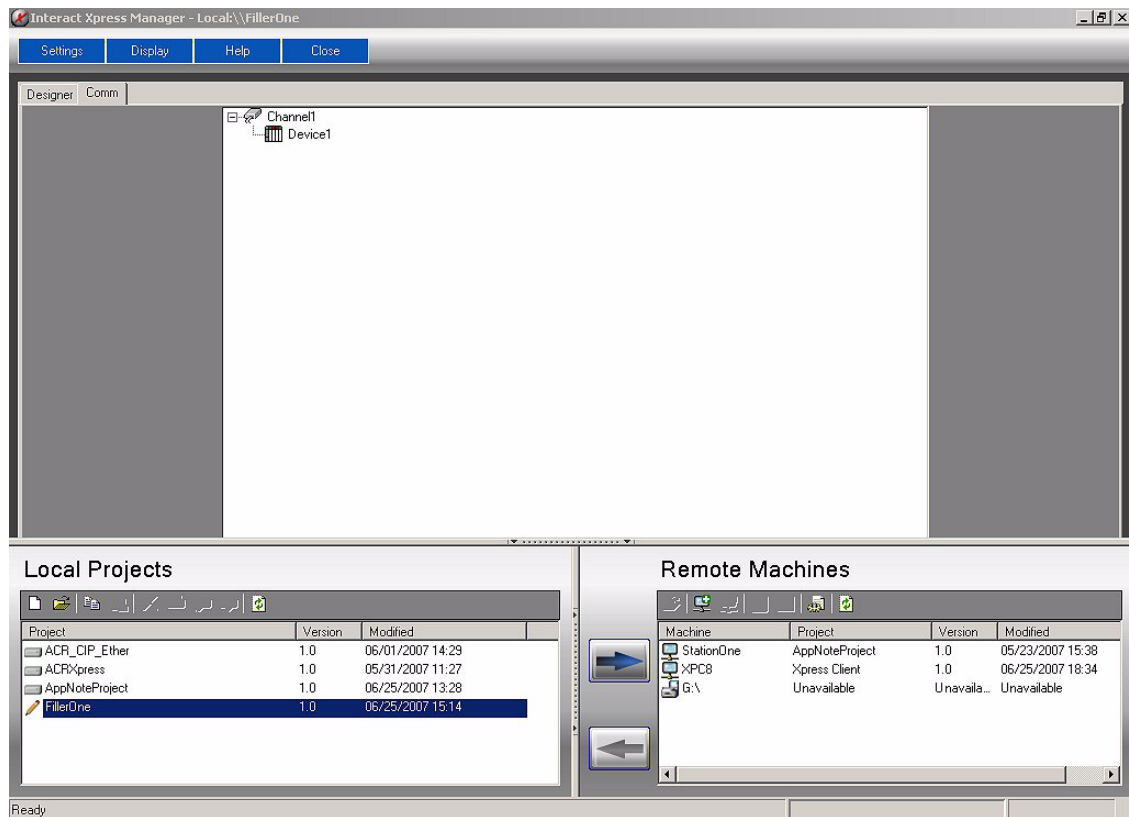 Interact Xpress Manager - Local:\\FillerOne
Settings Display Help Close
Designer Comm
Channel1
Device1
Local Projects
Project Version Modified
ACR_CIP_Ether 1.0 06/01/2007 14:29
ACRXpress 1.0 05/31/2007 11:27
AppNoteProject 1.0 06/25/2007 13:28
FillerOne 1.0 06/25/2007 15:14
Remote Machines
Machine Project Version Modified
StationOne AppNoteProject 1.0 05/23/2007 15:38
XPC8 Xpress Client 1.0 06/25/2007 18:34
G:\ Unavailable Unavaila... Unavailable
Ready